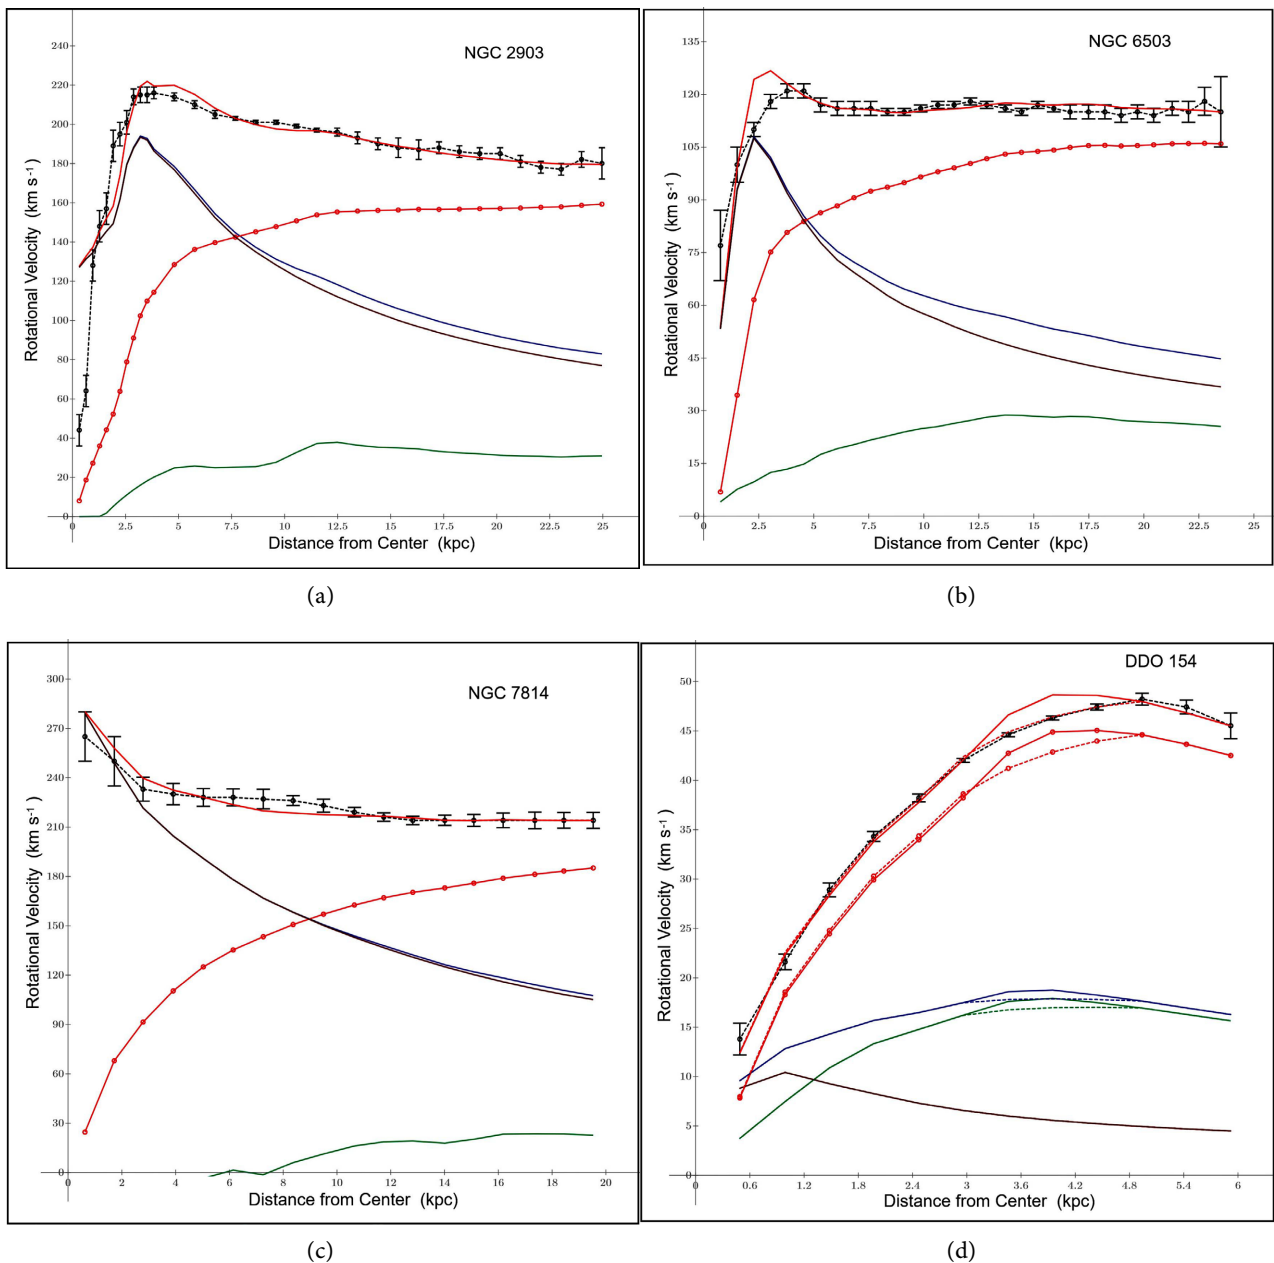 NGC 2903
240
220
200
180
160
140
120
100
80
60
40
20
0
0 2.5 5 7.5 10 12.5 15 17.5 20 22.5 25
Rotational Velocity (km s-1 )
Distance from Center (kpc)
(a)
NGC 6503
135
120
105
90
75
60
45
30
15
0
0 2.5 5 7.5 10 12.5 15 17.5 20 22.5 25
Rotational Velocity (km s-1 )
Distance from Center (kpc)
(b)
NGC 7814
300
270
240
210
180
150
120
90
60
30
0
0 2 4 6 8 10 12 14 16 18 20
Rotational Velocity (km s-1 )
Distance from Center (kpc)
(c)
DDO 154
50
45
40
35
30
25
20
15
10
5
0
0 0.6 1.2 1.8 2.4 3 3.6 4.2 4.8 5.4 6
Rotational Velocity (km s-1 )
Distance from Center (kpc)
(d)